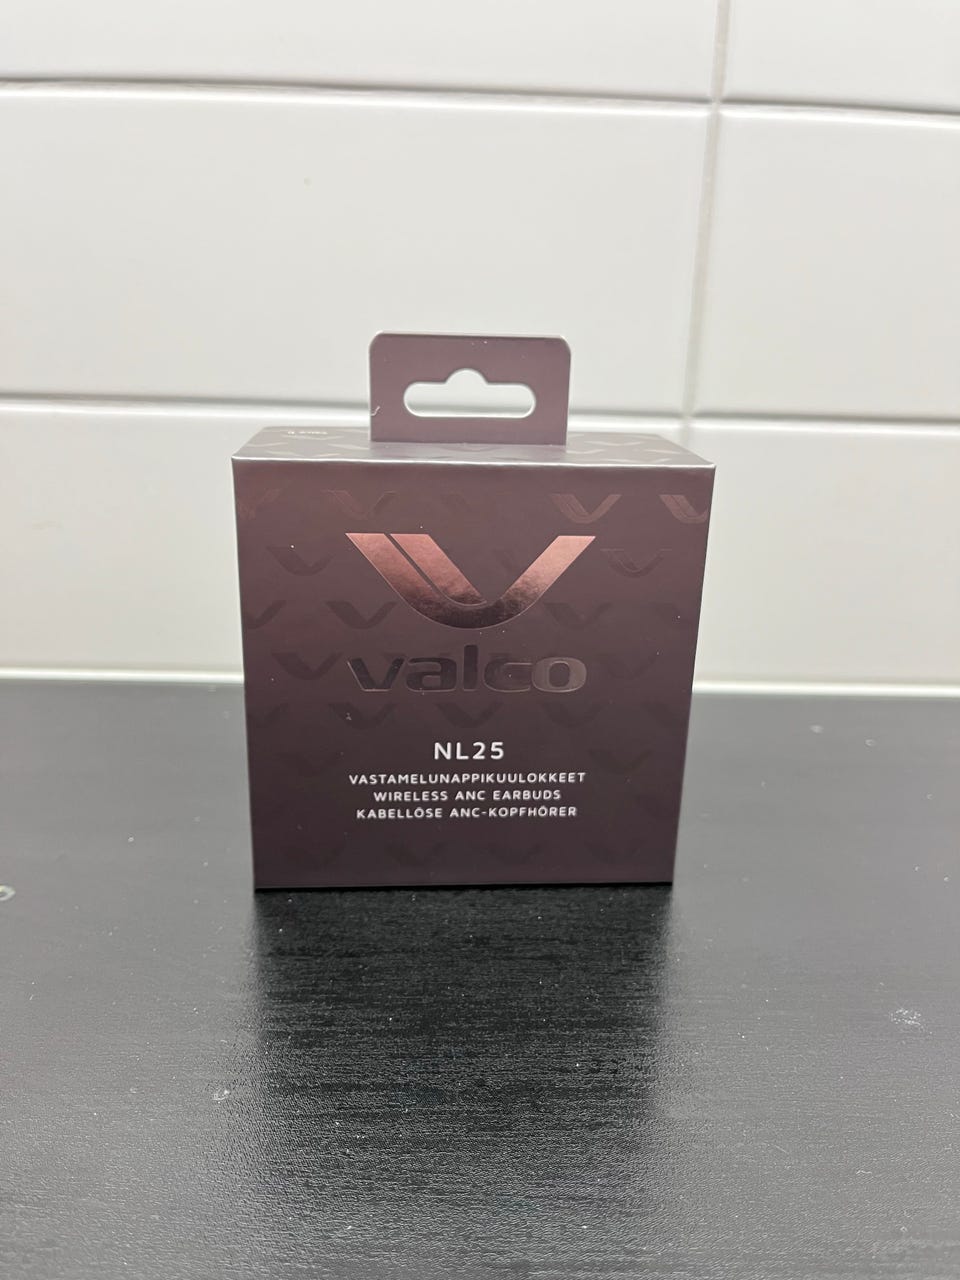 valco
NL25
VASTAMELUNAPPIKUULOKKEET
WIRELESS ANC EARBUDS
KABELLÖSE ANC-KOPFHÖRER